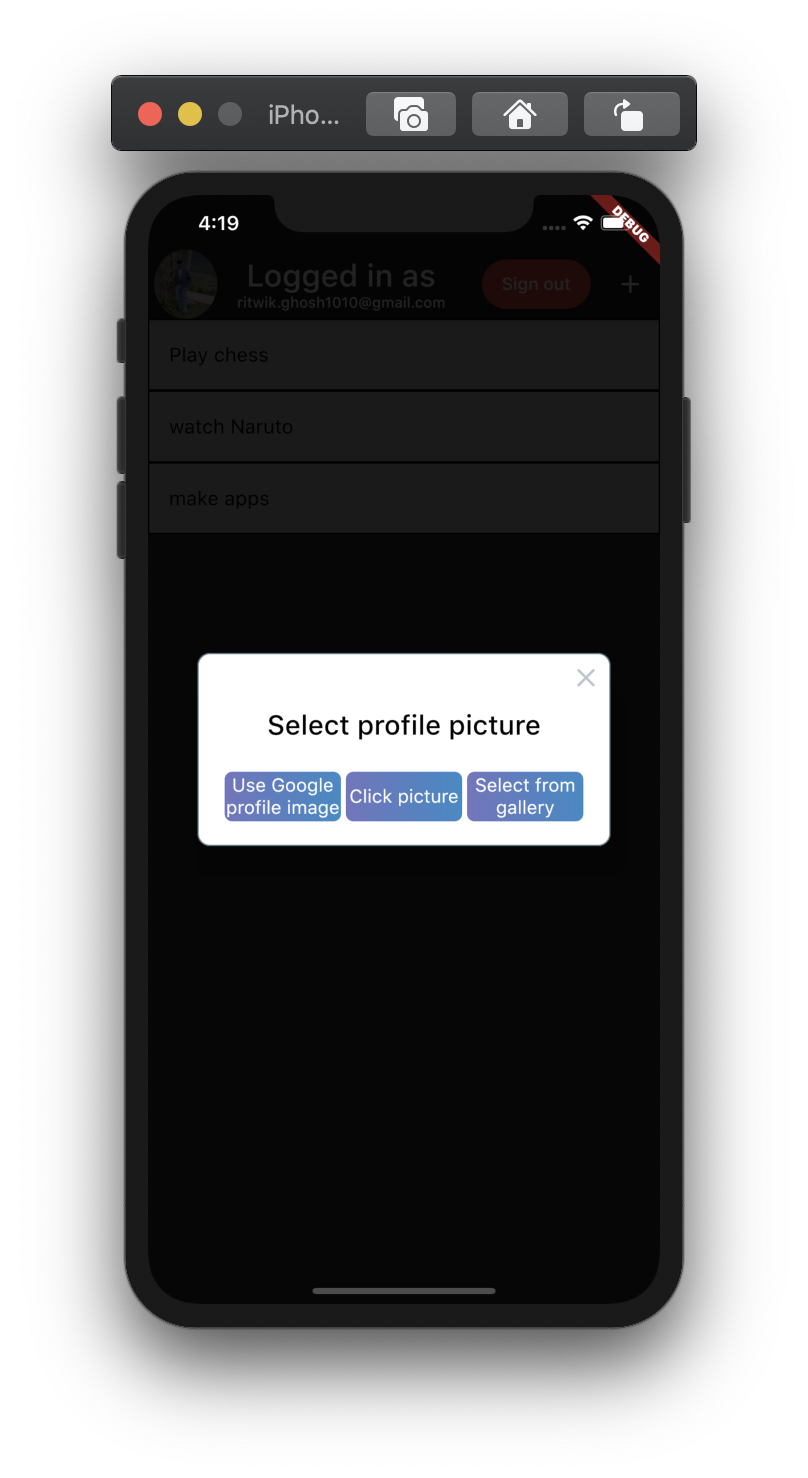 iPho...
4:19
DEBUG
Logged in as
Sign out
ritwik.ghosh1010@gmail.com
Play chess
watch Naruto
make apps
Select profile picture
Use Google
profile image
Click picture
Select from
gallery